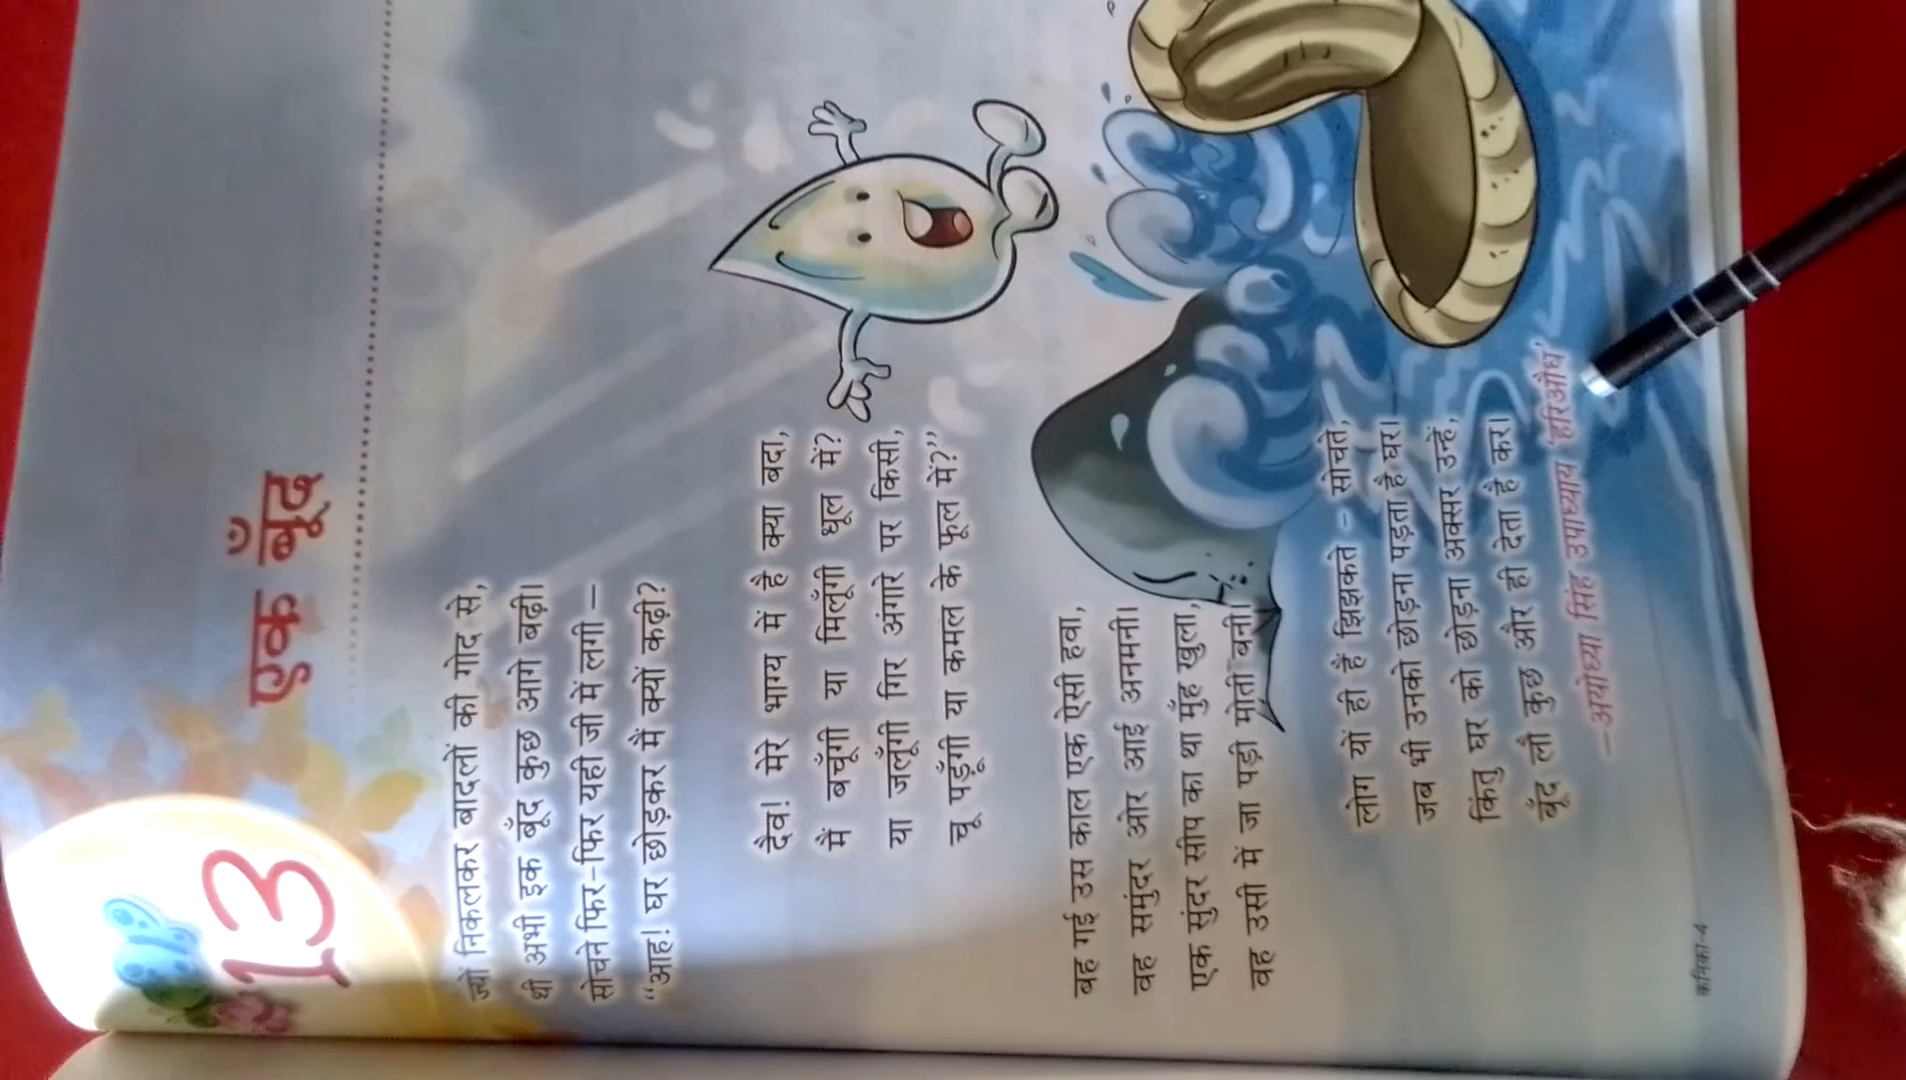 13
एक बूँद
ज्यों निकलकर बादलों की गोद से,
थी अभी इक बूँद कुछ आगे बढ़ी।
सोचने फिर-फिर यही जी में लगी –
“आह! घर छोड़कर मैं क्यों कढ़ी?
दैव! मेरे भाग्य में है क्या बदा,
मैं बचूँगी या मिलूँगी धूल में?
या जलूँगी गिर अंगारे पर किसी,
चू पड़ूँगी या कमल के फूल में?”
बह गई उस काल एक ऐसी हवा,
वह समुंदर ओर आई अनमनी।
एक सुंदर सीप का था मुँह खुला,
वह उसी में जा पड़ी मोती बनी।
लोग यों ही हैं झिझकते – सोचते,
जब भी उनको छोड़ना पड़ता है घर।
किंतु घर को छोड़ना अक्सर उन्हें,
बूँद लौं कुछ और ही देता है कर।
–अयोध्या सिंह उपाध्याय ‘हरिऔध’
कनिका-4